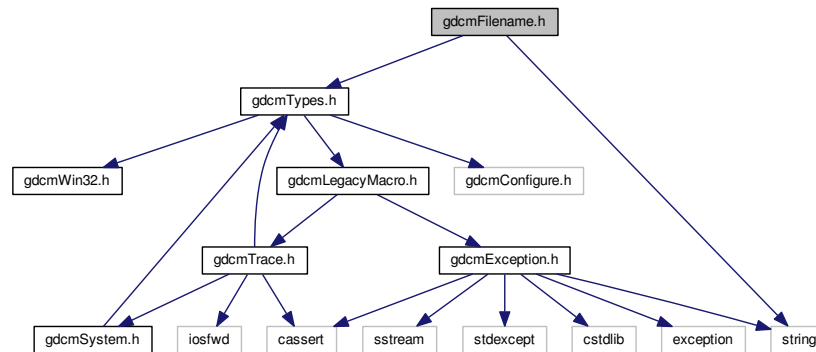 gdcmFilename.h
gdcmTypes.h
gdcmWin32.h
gdcmLegacyMacro.h
gdcmConfigure.h
gdcmTrace.h
gdcmException.h
gdcmSystem.h
iosfwd
cassert
sstream
stdexcept
cstdlib
exception
string